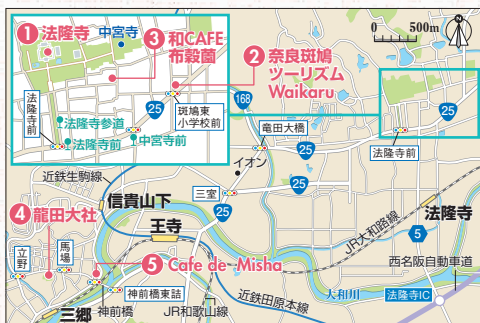 1 法隆寺
中宮寺
3 和CAFE
布穀薗
2 奈良斑鳩
ツーリズム
Waikaru
0 500m
N
法隆寺前
25
斑鳩東
小学校前
168
25
法隆寺参道
法隆寺前
中宮寺前
竜田大橋
法隆寺前
イオン
近鉄生駒線
三室
25
信貴山下
25
4 龍田大社
王寺
JR大和路線
法隆寺
5
立野
馬場
5 Cafe de Misha
西名阪自動車道
神前橋東詰
大和川
法隆寺IC
三郷
神前橋
JR和歌山線
近鉄田原本線